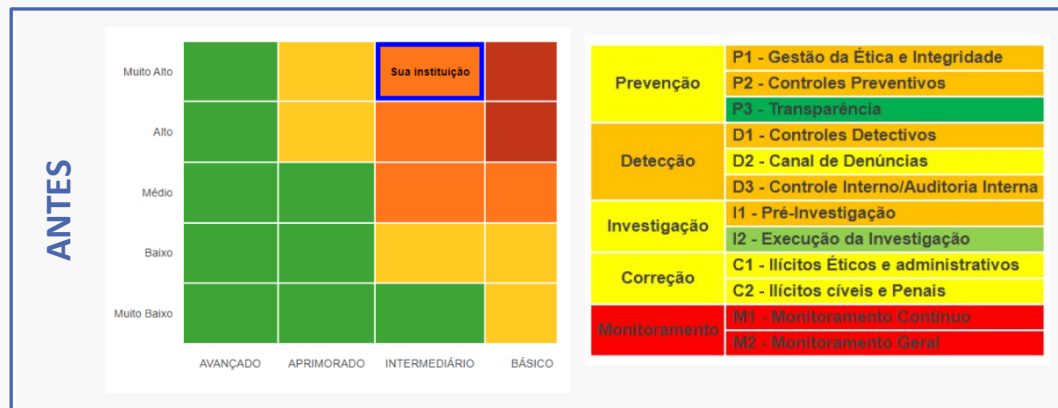 ANTES
Muito Alto
Sua instituição
Alto
Médio
Baixo
Muito Baixo
AVANÇADO
APRIMORADO
INTERMEDIÁRIO
BÁSICO
Prevenção
P1 - Gestão da Ética e Integridade
P2 - Controles Preventivos
P3 - Transparência
Detecção
D1 - Controles Detectivos
D2 - Canal de Denúncias
D3 - Controle Interno/Auditoria Interna
Investigação
I1 - Pré-Investigação
I2 - Execução da Investigação
Correção
C1 - Ilícitos Éticos e administrativos
C2 - Ilícitos cíveis e Penais
Monitoramento
M1 - Monitoramento Contínuo
M2 - Monitoramento Geral